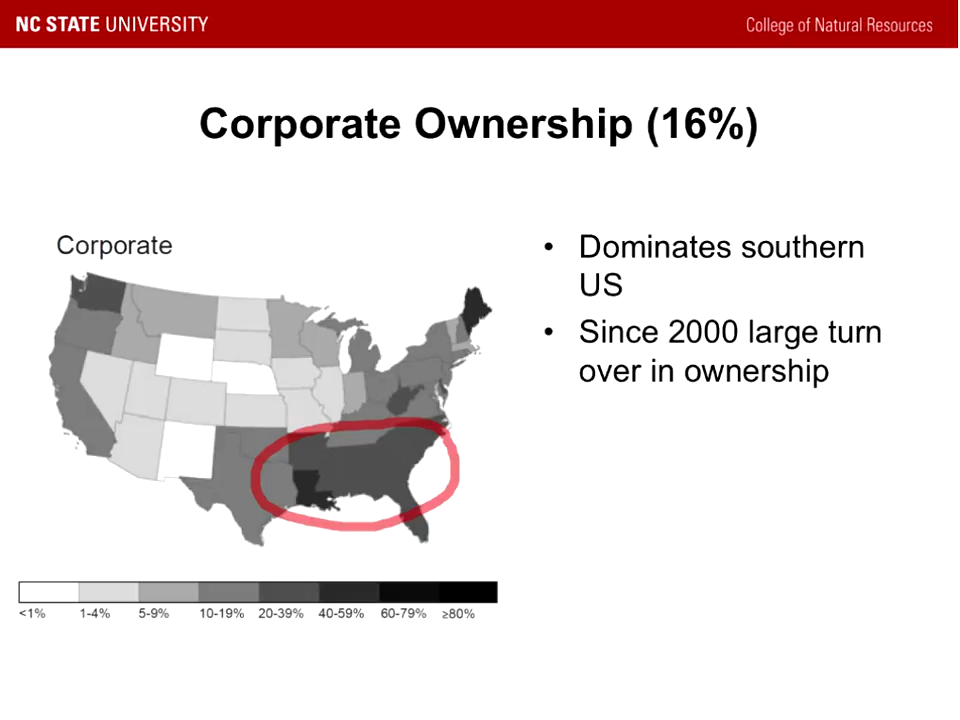 NC STATE UNIVERSITY
College of Natural Resources
Corporate Ownership (16%)
Corporate
• Dominates southern
US
• Since 2000 large turn
over in ownership
<1% 1-4% 5-9% 10-19% 20-39% 40-59% 60-79% ≥80%